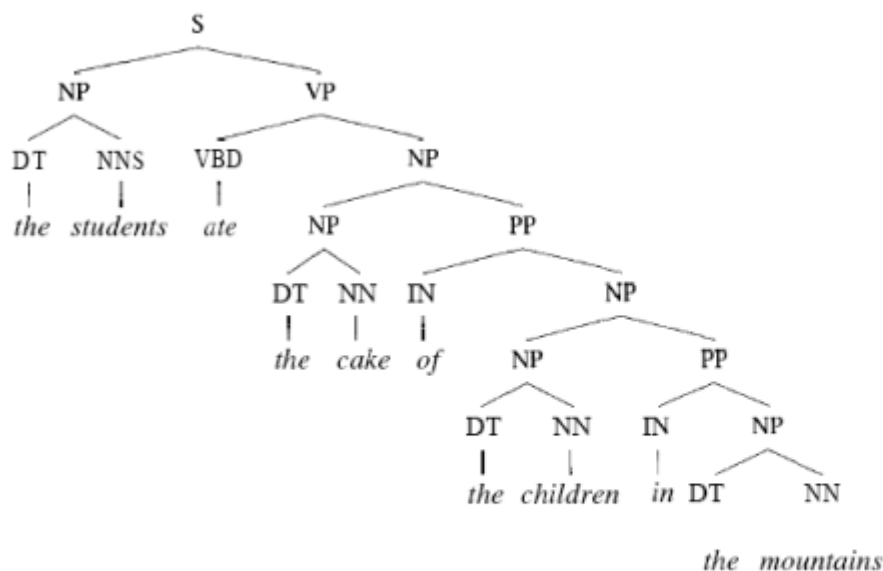 S
NP VP
DT NNS VBD NP
the students ate NP PP
DT NN IN NP
the cake of NP PP
DT NN IN NP
the children in DT NN
the mountains